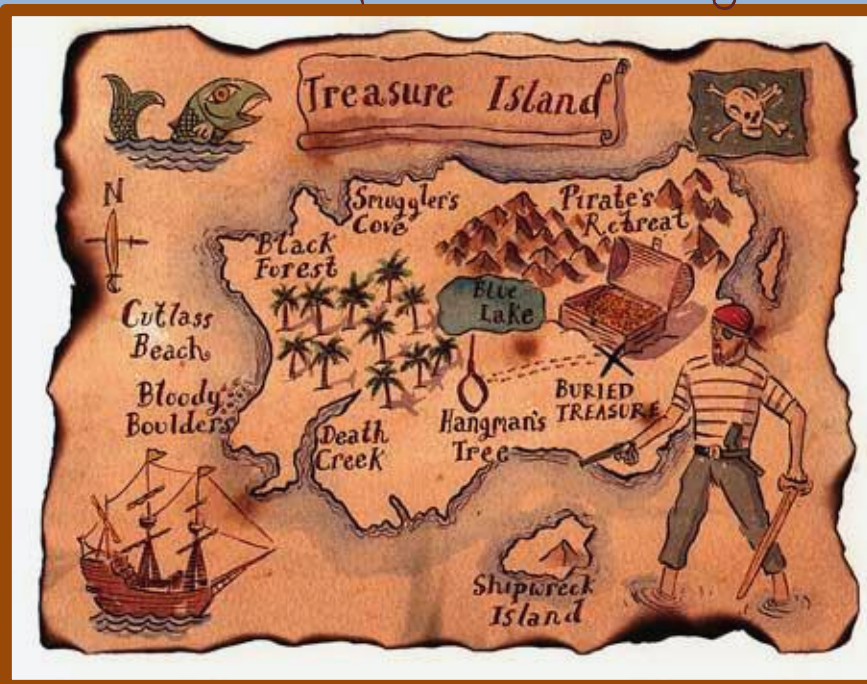 Treasure Island
N
Smuggler's
Cove
Pirate's
Retreat
Black
Forest
Blue
Lake
Cutlass
Beach
Bloody
Boulders
BURIED
TREASURE
Hangman's
Tree
Death
Creek
Shipwreck
Island